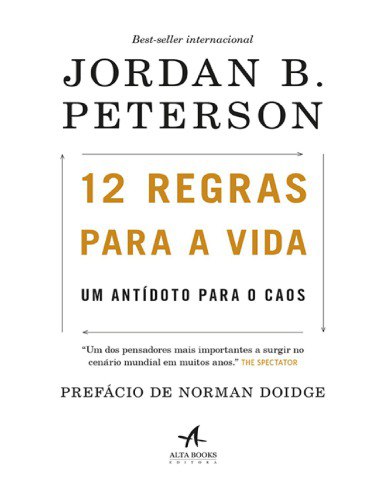 Best-seller internacional
JORDAN B.
PETERSON
12 REGRAS
PARA A VIDA
UM ANTÍDOTO PARA O CAOS
“Um dos pensadores mais importantes a surgir no
cenário mundial em muitos anos.” THE SPECTATOR
PREFÁCIO DE NORMAN DOIDGE
ALTA BOOKS
EDITORA